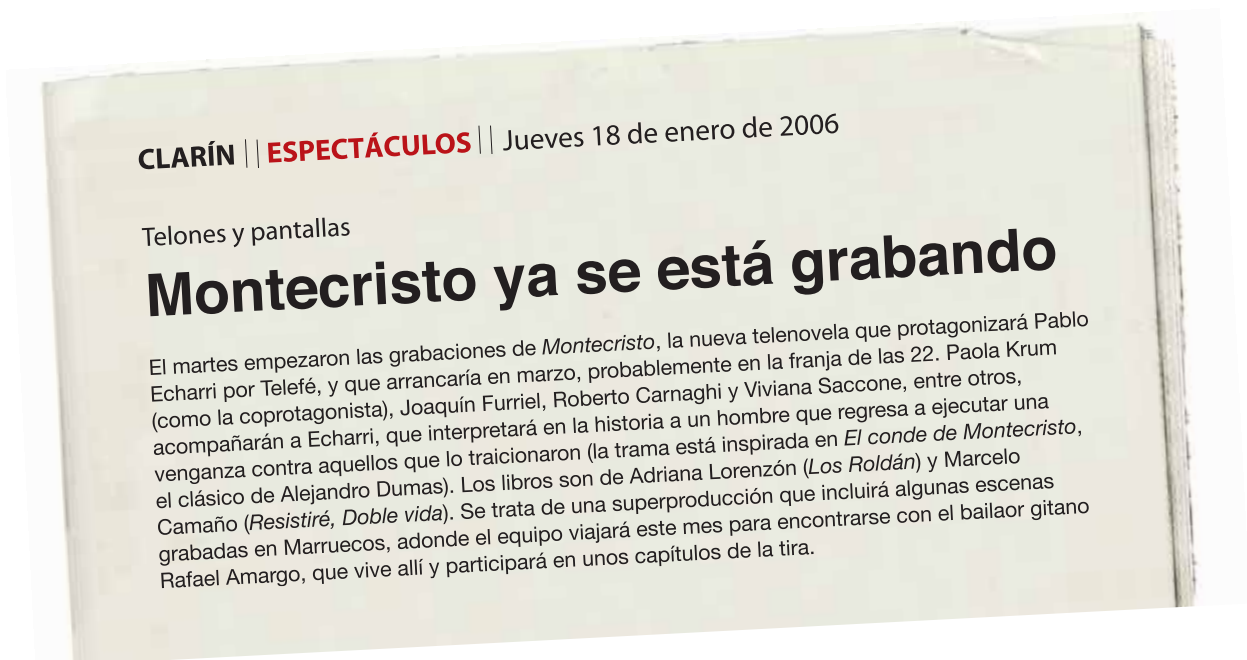 CLARÍN || ESPECTÁCULOS || Jueves 18 de enero de 2006
Telones y pantallas
Montecristo ya se está grabando
El martes empezaron las grabaciones de Montecristo, la nueva telenovela que protagonizará Pablo
Echarri por Telefé, y que arrancaría en marzo, probablemente en la franja de las 22. Paola Krum
(como la coprotagonista), Joaquín Furriel, Roberto Carnaghi y Viviana Saccone, entre otros,
acompañarán a Echarri, que interpretará en la historia a un hombre que regresa a ejecutar una
venganza contra aquellos que lo traicionaron (la trama está inspirada en El conde de Montecristo,
el clásico de Alejandro Dumas). Los libros son de Adriana Lorenzón (Los Roldán) y Marcelo
Camaño (Resistiré, Doble vida). Se trata de una superproducción que incluirá algunas escenas
grabadas en Marruecos, adonde el equipo viajará este mes para encontrarse con el bailaor gitano
Rafael Amargo, que vive allí y participará en unos capítulos de la tira.